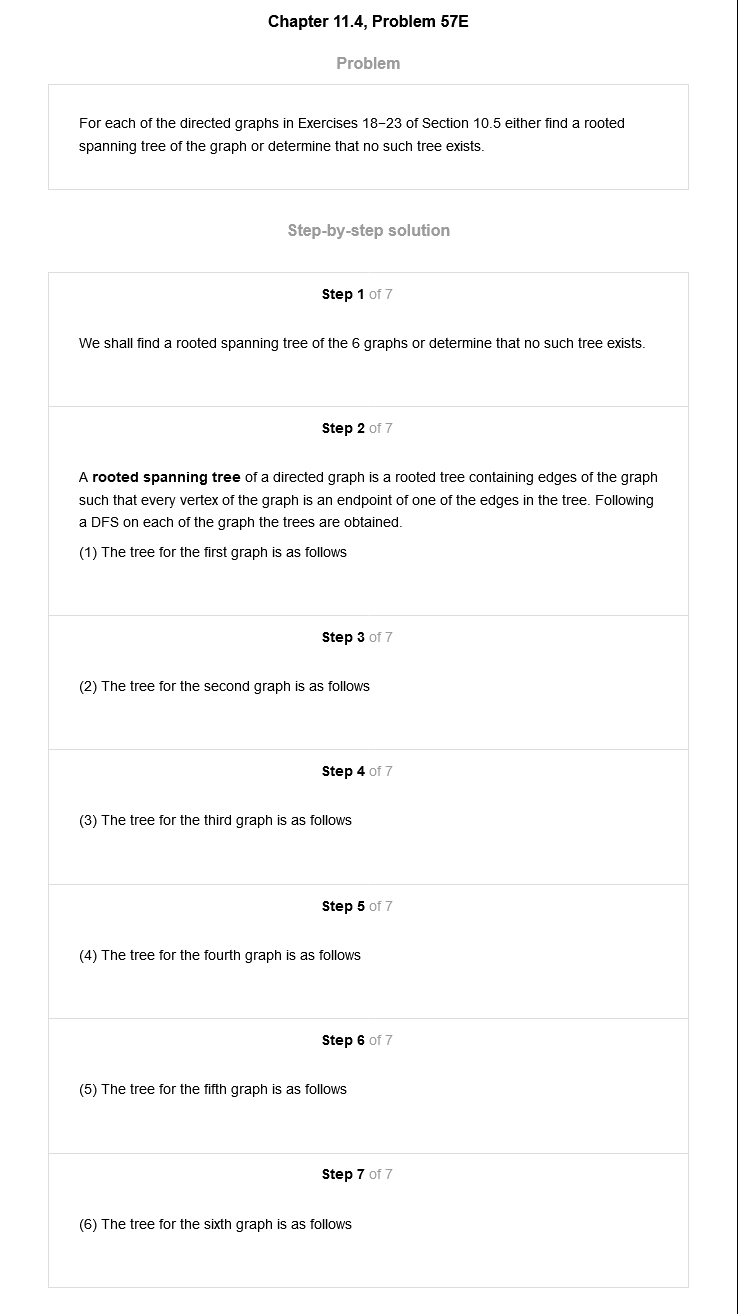 Chapter 11.4, Problem 57E
Problem
For each of the directed graphs in Exercises 18–23 of Section 10.5 either find a rooted
spanning tree of the graph or determine that no such tree exists.
Step-by-step solution
Step 1 of 7
We shall find a rooted spanning tree of the 6 graphs or determine that no such tree exists.
Step 2 of 7
A rooted spanning tree of a directed graph is a rooted tree containing edges of the graph
such that every vertex of the graph is an endpoint of one of the edges in the tree. Following
a DFS on each of the graph the trees are obtained.
(1) The tree for the first graph is as follows
Step 3 of 7
(2) The tree for the second graph is as follows
Step 4 of 7
(3) The tree for the third graph is as follows
Step 5 of 7
(4) The tree for the fourth graph is as follows
Step 6 of 7
(5) The tree for the fifth graph is as follows
Step 7 of 7
(6) The tree for the sixth graph is as follows